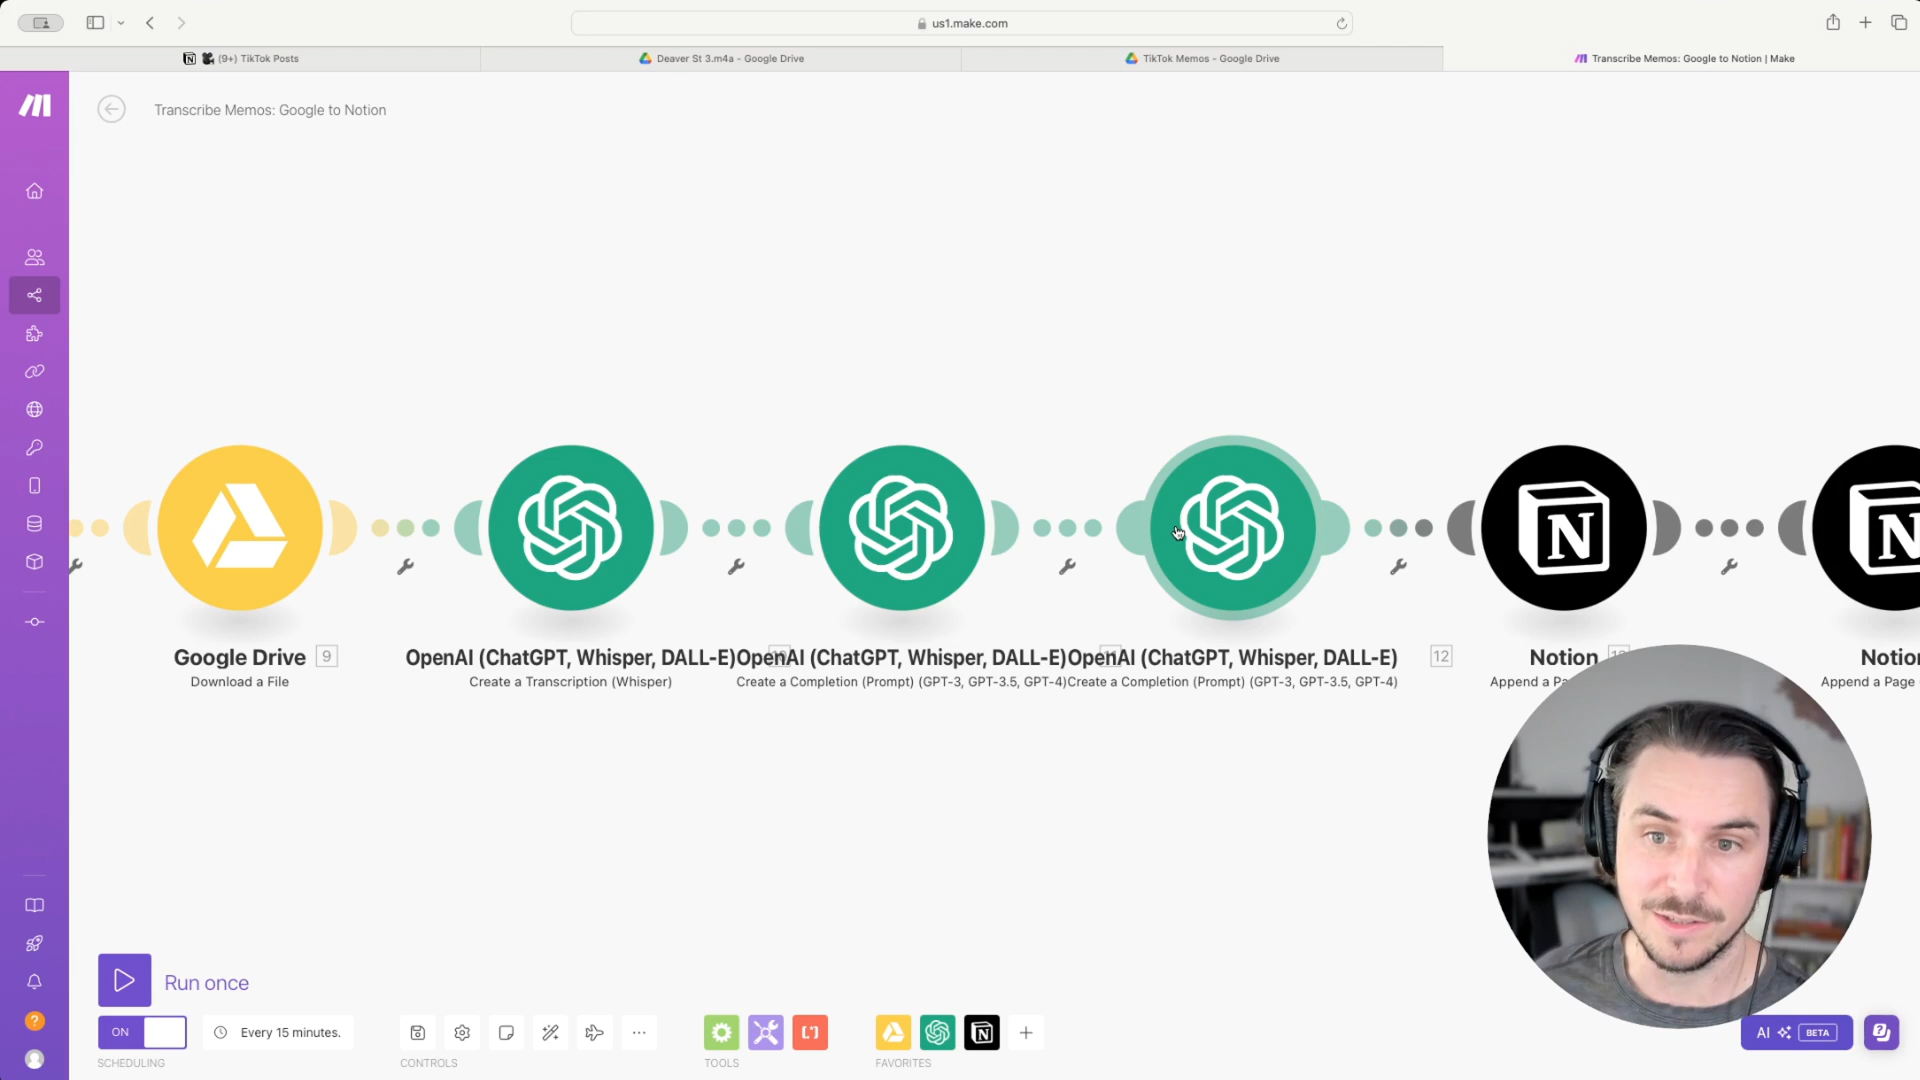 us1.make.com
(9+) TikTok Posts
Deaver St 3.m4a - Google Drive
TikTok Memos - Google Drive
Transcribe Memos: Google to Notion | Make
Transcribe Memos: Google to Notion
Google Drive 9
Download a File
OpenAI (ChatGPT, Whisper, DALL-E)
Create a Transcription (Whisper)
OpenAI (ChatGPT, Whisper, DALL-E)
Create a Completion (Prompt) (GPT-3, GPT-3.5, GPT-4)
OpenAI (ChatGPT, Whisper, DALL-E) 12
Create a Completion (Prompt) (GPT-3, GPT-3.5, GPT-4)
Notion
Append a
Append a Page
Run once
ON
Every 15 minutes.
SCHEDULING
CONTROLS
TOOLS
FAVORITES
AI BETA